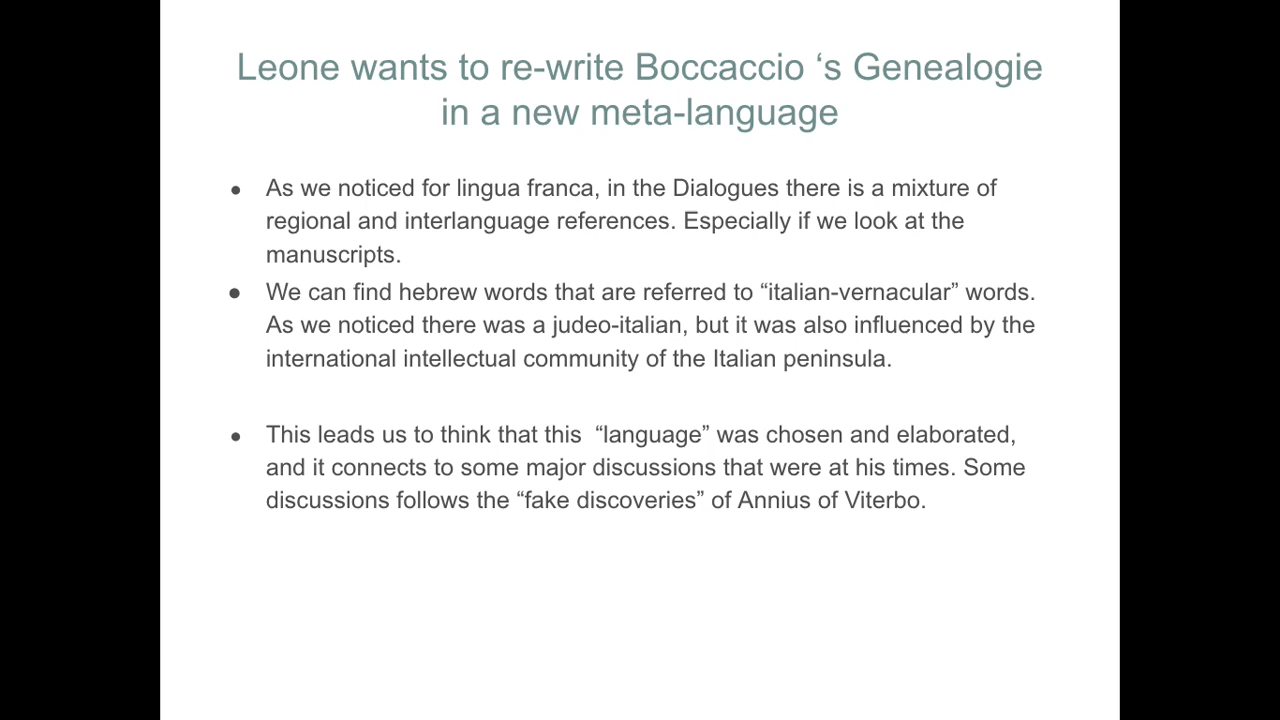 Leone wants to re-write Boccaccio ‘s Genealogie
in a new meta-language
● As we noticed for lingua franca, in the Dialogues there is a mixture of
regional and interlanguage references. Especially if we look at the
manuscripts.
● We can find hebrew words that are referred to “italian-vernacular” words.
As we noticed there was a judeo-italian, but it was also influenced by the
international intellectual community of the Italian peninsula.
● This leads us to think that this “language” was chosen and elaborated,
and it connects to some major discussions that were at his times. Some
discussions follows the “fake discoveries” of Annius of Viterbo.